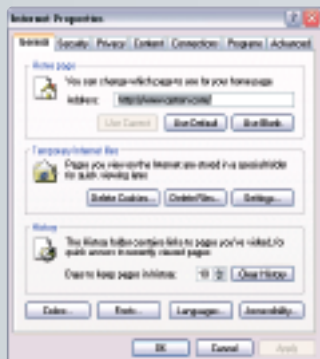 Internet Properties
General Security Privacy Content Connections Programs Advanced
Home page
You can change which page to use for your home page.
Address:
Use Current Use Default Use Blank
Temporary Internet files
Pages you view on the Internet are stored in a special folder
for quick viewing later.
Delete Cookies... Delete Files... Settings...
History
The History folder contains links to pages you've visited, for
quick access to recently viewed pages.
Days to keep pages in history: Clear History
Colors... Fonts... Languages... Accessibility...
OK Cancel Apply